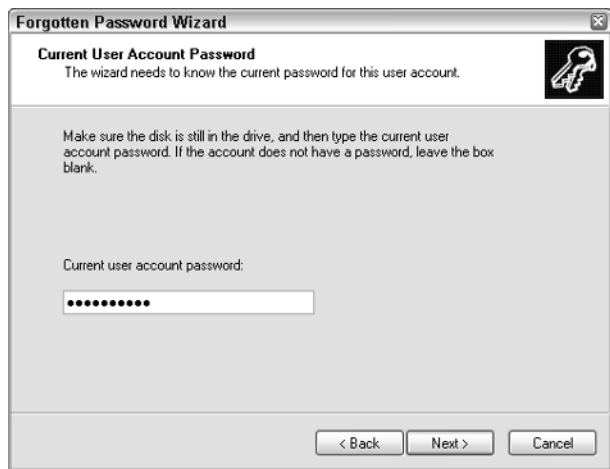 Forgotten Password Wizard
Current User Account Password
The wizard needs to know the current password for this user account.
Make sure the disk is still in the drive, and then type the current user
account password. If the account does not have a password, leave the box
blank.
Current user account password:
••••••••••
< Back Next > Cancel